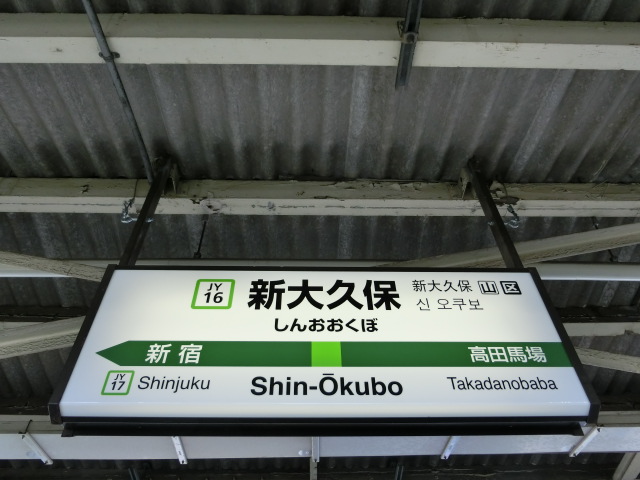 JY
16
新大久保
新大久保 山 区
신 오쿠보
しんおおくぼ
新宿
高田馬場
JY
17
Shinjuku
Shin-Ōkubo
Takadanobaba